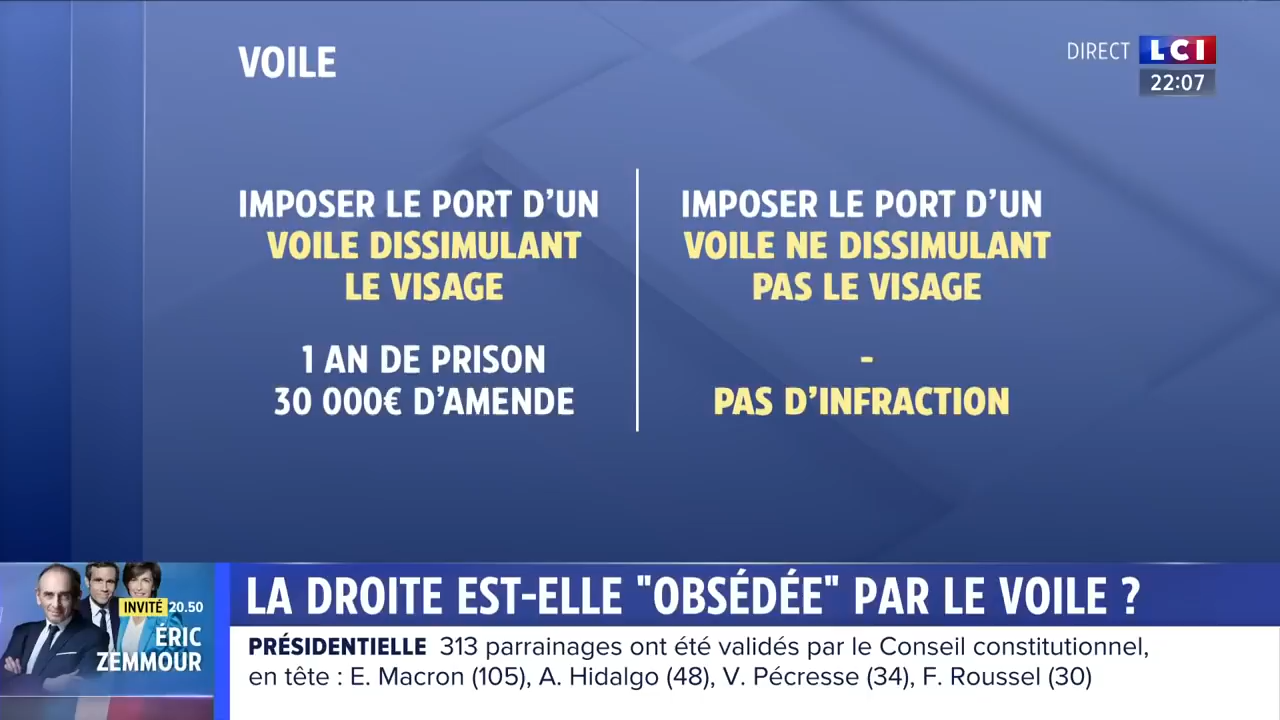 VOILE
DIRECT LCI
22:07
IMPOSER LE PORT D'UN
VOILE DISSIMULANT
LE VISAGE
1 AN DE PRISON
30 000€ D'AMENDE
IMPOSER LE PORT D'UN
VOILE NE DISSIMULANT
PAS LE VISAGE
-
PAS D'INFRACTION
INVITÉ 20.50
ÉRIC
ZEMMOUR
LA DROITE EST-ELLE "OBSÉDÉE" PAR LE VOILE ?
PRÉSIDENTIELLE 313 parrainages ont été validés par le Conseil constitutionnel,
en tête : E. Macron (105), A. Hidalgo (48), V. Pécresse (34), F. Roussel (30)